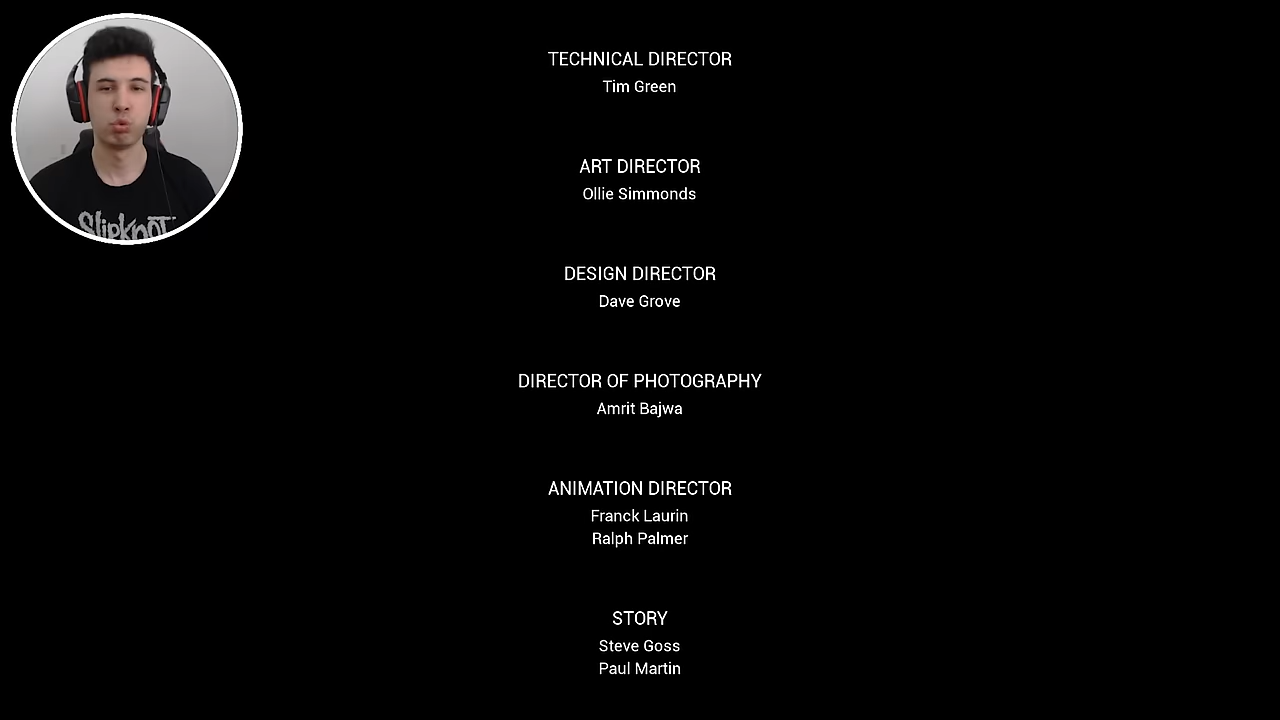 TECHNICAL DIRECTOR
Tim Green
ART DIRECTOR
Ollie Simmonds
DESIGN DIRECTOR
Dave Grove
DIRECTOR OF PHOTOGRAPHY
Amrit Bajwa
ANIMATION DIRECTOR
Franck Laurin
Ralph Palmer
STORY
Steve Goss
Paul Martin
SlipknoT